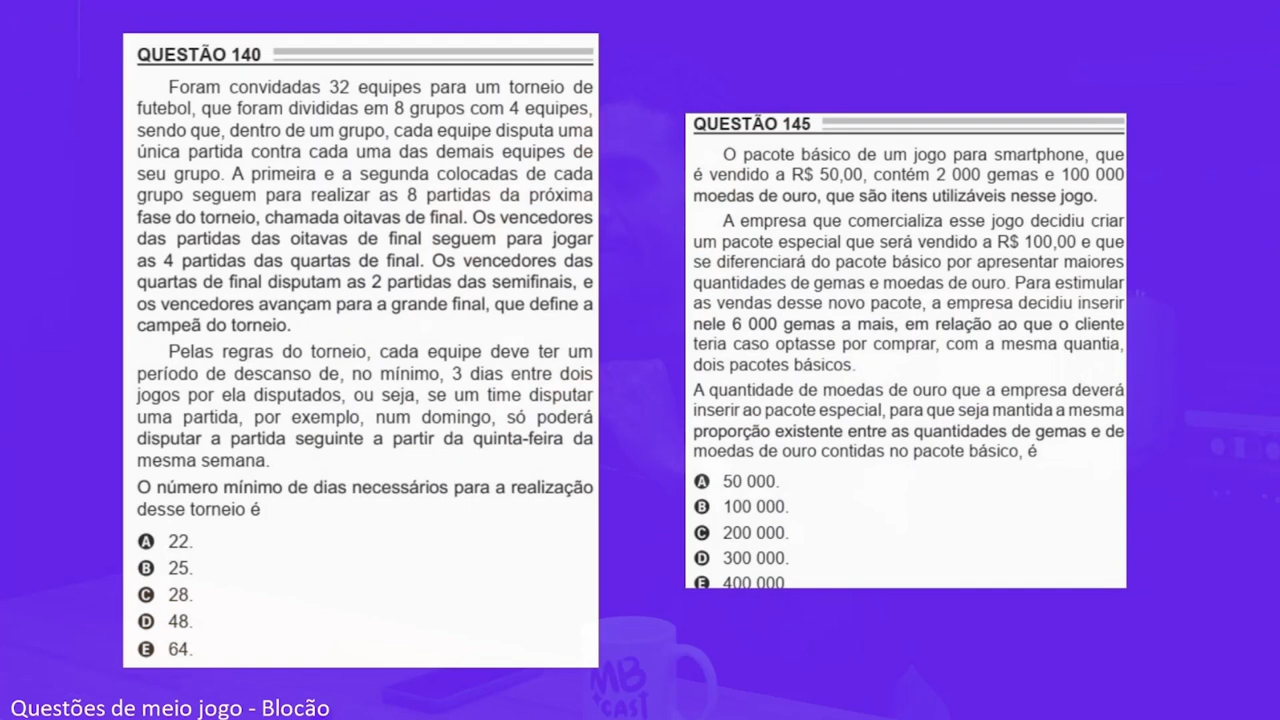 QUESTÃO 140
Foram convidadas 32 equipes para um torneio de
futebol, que foram divididas em 8 grupos com 4 equipes,
sendo que, dentro de um grupo, cada equipe disputa uma
única partida contra cada uma das demais equipes de
seu grupo. A primeira e a segunda colocadas de cada
grupo seguem para realizar as 8 partidas da próxima
fase do torneio, chamada oitavas de final. Os vencedores
das partidas das oitavas de final seguem para jogar
as 4 partidas das quartas de final. Os vencedores das
quartas de final disputam as 2 partidas das semifinais, e
os vencedores avançam para a grande final, que define a
campeã do torneio.
Pelas regras do torneio, cada equipe deve ter um
período de descanso de, no mínimo, 3 dias entre dois
jogos por ela disputados, ou seja, se um time disputar
uma partida, por exemplo, num domingo, só poderá
disputar a partida seguinte a partir da quinta-feira da
mesma semana.
O número mínimo de dias necessários para a realização
desse torneio é
A 22.
B 25.
C 28.
D 48.
E 64.
QUESTÃO 145
O pacote básico de um jogo para smartphone, que
é vendido a R$ 50,00, contém 2 000 gemas e 100 000
moedas de ouro, que são itens utilizáveis nesse jogo.
A empresa que comercializa esse jogo decidiu criar
um pacote especial que será vendido a R$ 100,00 e que
se diferenciará do pacote básico por apresentar maiores
quantidades de gemas e moedas de ouro. Para estimular
as vendas desse novo pacote, a empresa decidiu inserir
nele 6 000 gemas a mais, em relação ao que o cliente
teria caso optasse por comprar, com a mesma quantia,
dois pacotes básicos.
A quantidade de moedas de ouro que a empresa deverá
inserir ao pacote especial, para que seja mantida a mesma
proporção existente entre as quantidades de gemas e de
moedas de ouro contidas no pacote básico, é
A 50 000.
B 100 000.
C 200 000.
D 300 000.
E 400 000
MB
+CAST
Questões de meio jogo - Blocão